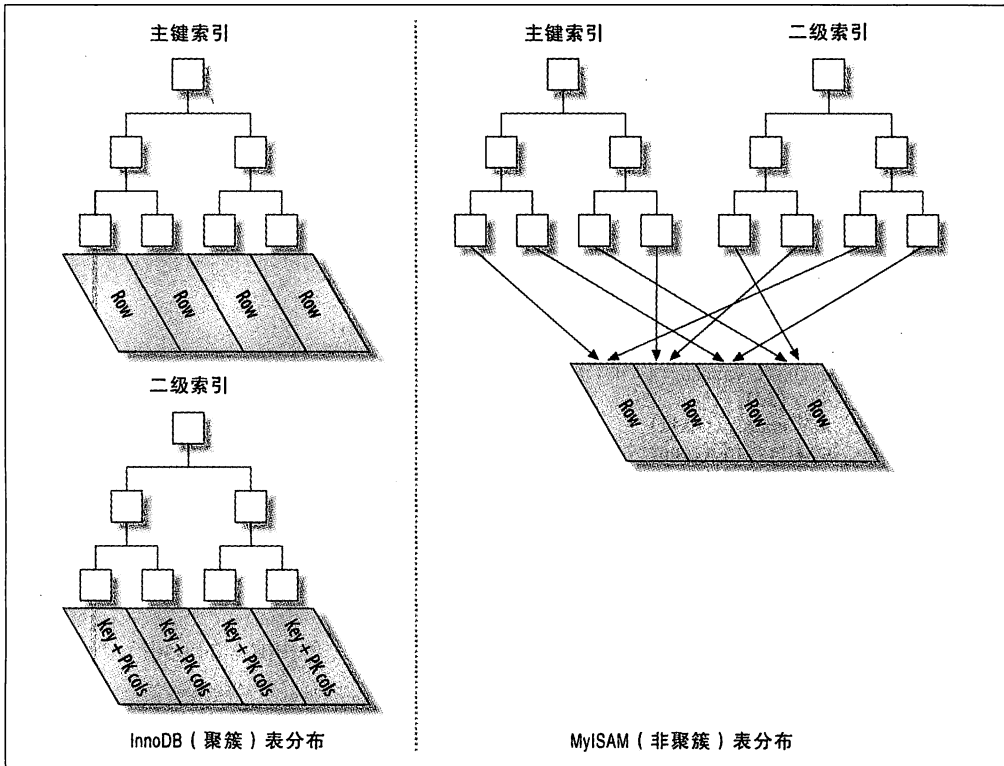 主键索引
Row
Row
Row
Row
二级索引
Key + PK cols
Key + PK cols
Key + PK cols
Key + PK cols
InnoDB（聚簇）表分布
主键索引
二级索引
Row
Row
Row
Row
MyISAM（非聚簇）表分布